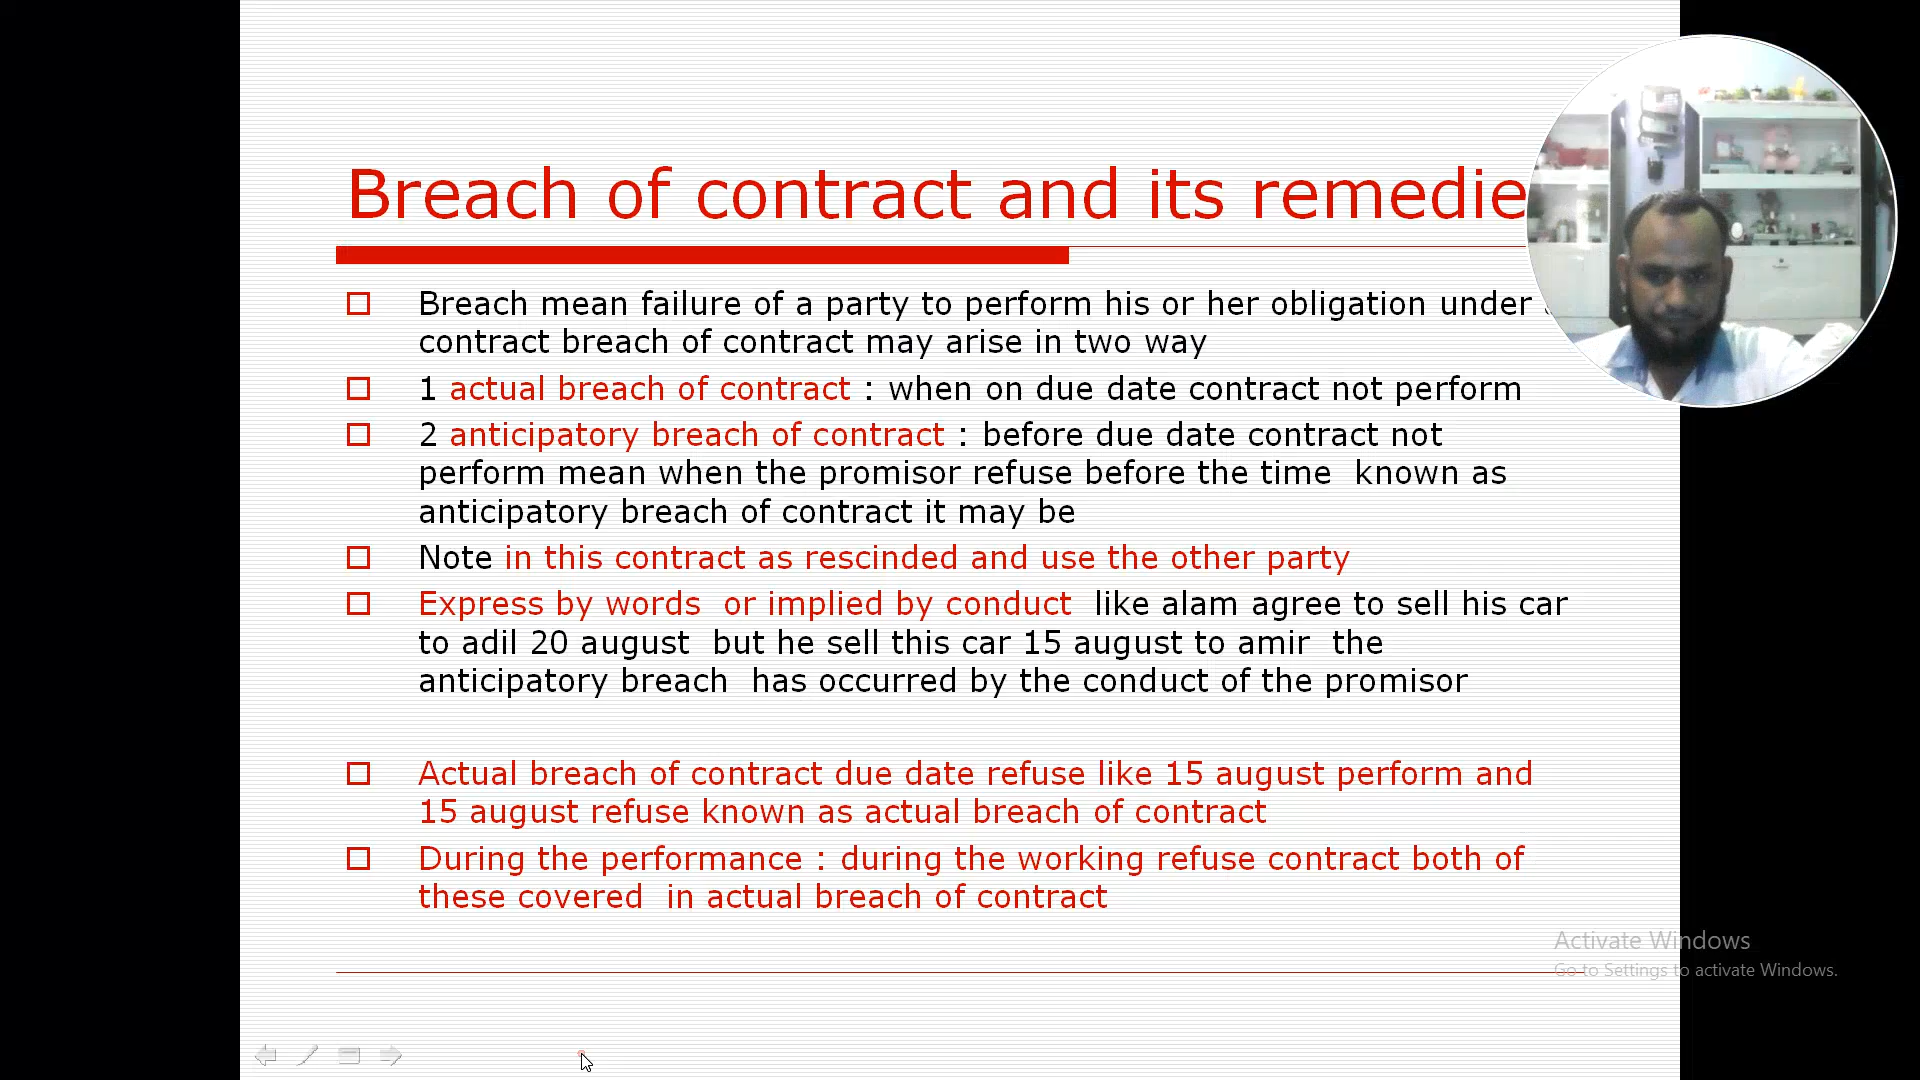 Breach of contract and its remedie
Breach mean failure of a party to perform his or her obligation under
contract breach of contract may arise in two way
1 actual breach of contract : when on due date contract not perform
2 anticipatory breach of contract : before due date contract not
perform mean when the promisor refuse before the time known as
anticipatory breach of contract it may be
Note in this contract as rescinded and use the other party
Express by words or implied by conduct like alam agree to sell his car
to adil 20 august but he sell this car 15 august to amir the
anticipatory breach has occurred by the conduct of the promisor
Actual breach of contract due date refuse like 15 august perform and
15 august refuse known as actual breach of contract
During the performance : during the working refuse contract both of
these covered in actual breach of contract
Activate Windows
Go to Settings to activate Windows.